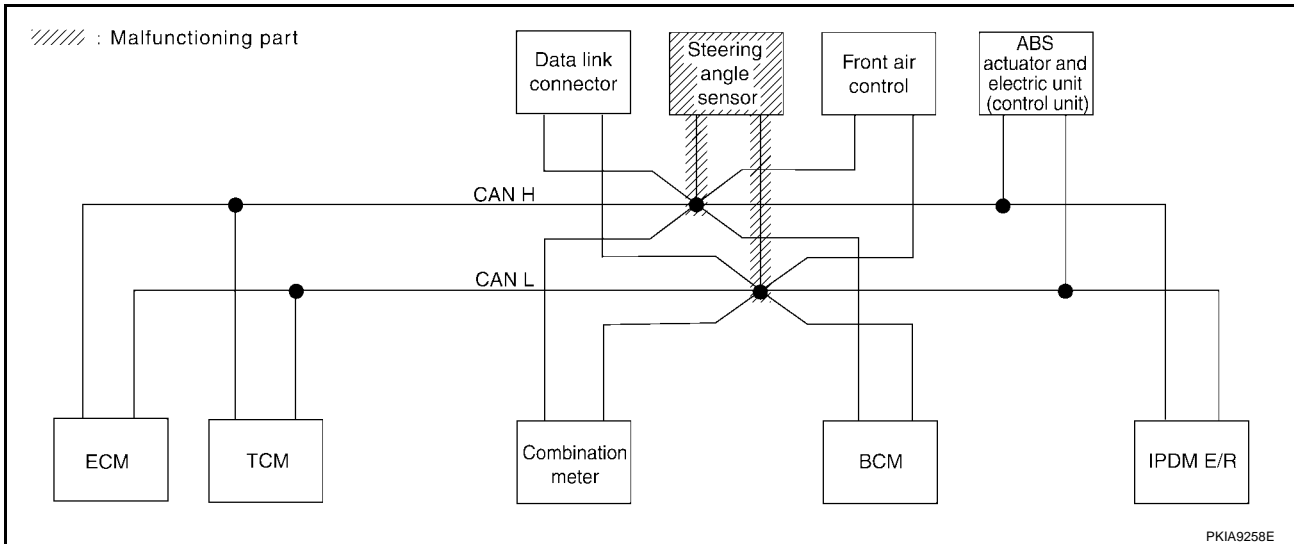 : Malfunctioning part
Data link
connector
Steering
angle
sensor
Front air
control
ABS
actuator and
electric unit
(control unit)
CAN H
CAN L
ECM
TCM
Combination
meter
BCM
IPDM E/R
PKIA9258E